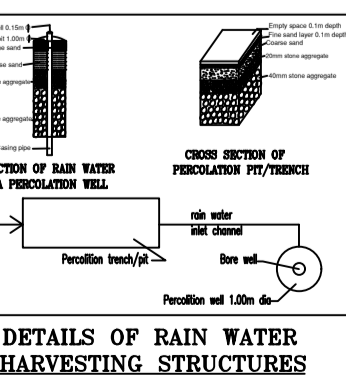 ll 0.15m
it 1.00m
ne sand
se sand
aggregate
aggregate
asing pipe
CTION OF RAIN WATER
A PERCOLATION WELL
Empty space 0.1m depth
Fine sand layer 0.1m depth
Coarse sand
20mm stone aggregate
40mm stone aggregate
CROSS SECTION OF
PERCOLATION PIT/TRENCH
rain water
inlet channel
Percolition trench/pit
Bore well
Percolition well 1.00m dia
DETAILS OF RAIN WATER
HARVESTING STRUCTURES